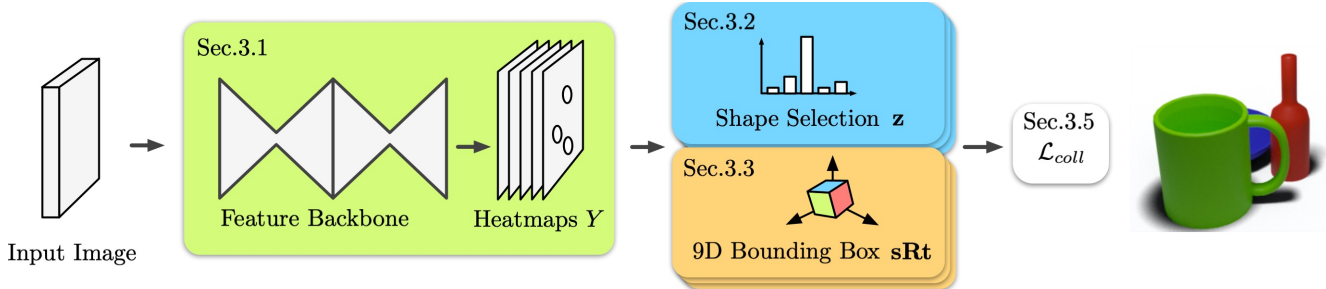 Input Image
Sec.3.1
Feature Backbone
Heatmaps Y
Sec.3.2
Shape Selection z
Sec.3.3
9D Bounding Box sRt
Sec.3.5
ℒcoll